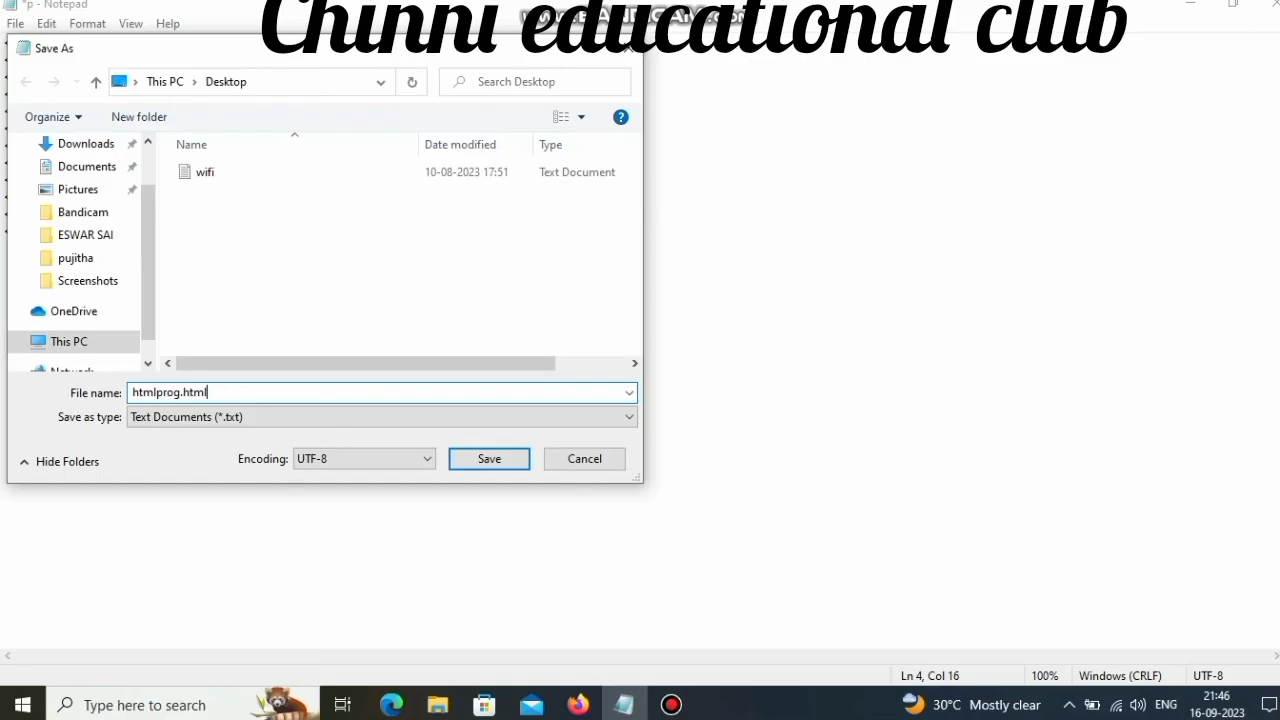 *p - Notepad
File Edit Format View Help
Chinni educational club
Save As
This PC > Desktop
Search Desktop
Organize New folder
Name Date modified Type
wifi 10-08-2023 17:51 Text Document
Downloads
Documents
Pictures
Bandicam
ESWAR SAI
pujitha
Screenshots
OneDrive
This PC
Network
File name: htmlprog.html
Save as type: Text Documents (*.txt)
Hide Folders
Encoding: UTF-8
Save Cancel
Ln 4, Col 16 100% Windows (CRLF) UTF-8
Type here to search
30°C Mostly clear ENG
21:46
16-09-2023